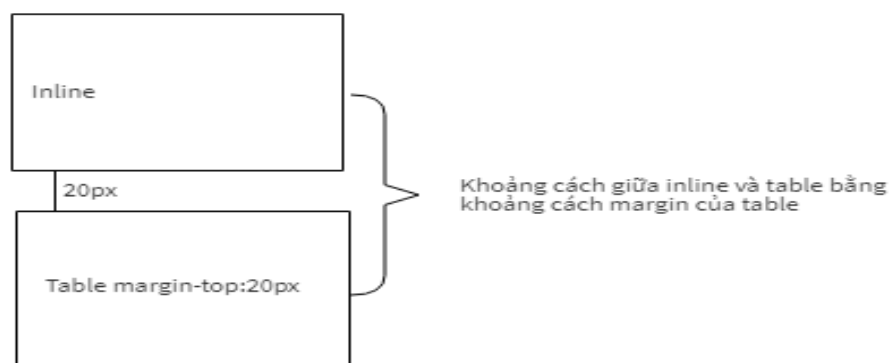 Inline
20px
Khoảng cách giữa inline và table bằng
khoảng cách margin của table
Table margin-top:20px